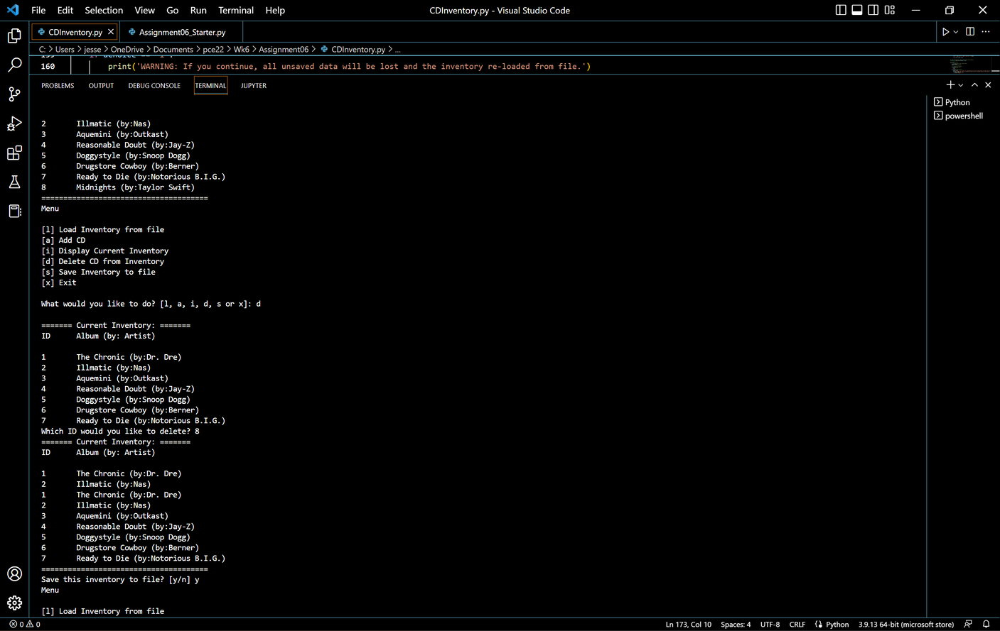 File Edit Selection View Go Run Terminal Help
CDInventory.py - Visual Studio Code
CDInventory.py
Assignment06_Starter.py
C: > Users > jesse > OneDrive > Documents > pce22 > Wk6 > Assignment06 > CDInventory.py > ...
160 print('WARNING: If you continue, all unsaved data will be lost and the inventory re-loaded from file.')
PROBLEMS OUTPUT DEBUG CONSOLE TERMINAL JUPYTER
Python
powershell
2 Illmatic (by:Nas)
3 Aquemini (by:Outkast)
4 Reasonable Doubt (by:Jay-Z)
5 Doggystyle (by:Snoop Dogg)
6 Drugstore Cowboy (by:Berner)
7 Ready to Die (by:Notorious B.I.G.)
8 Midnights (by:Taylor Swift)
======================================
Menu
[l] Load Inventory from file
[a] Add CD
[i] Display Current Inventory
[d] Delete CD from Inventory
[s] Save Inventory to file
[x] Exit
What would you like to do? [l, a, i, d, s or x]: d
======= Current Inventory: =======
ID Album (by: Artist)
1 The Chronic (by:Dr. Dre)
2 Illmatic (by:Nas)
3 Aquemini (by:Outkast)
4 Reasonable Doubt (by:Jay-Z)
5 Doggystyle (by:Snoop Dogg)
6 Drugstore Cowboy (by:Berner)
7 Ready to Die (by:Notorious B.I.G.)
Which ID would you like to delete? 8
======= Current Inventory: =======
ID Album (by: Artist)
1 The Chronic (by:Dr. Dre)
2 Illmatic (by:Nas)
1 The Chronic (by:Dr. Dre)
2 Illmatic (by:Nas)
3 Aquemini (by:Outkast)
4 Reasonable Doubt (by:Jay-Z)
5 Doggystyle (by:Snoop Dogg)
6 Drugstore Cowboy (by:Berner)
7 Ready to Die (by:Notorious B.I.G.)
======================================
Save this inventory to file? [y/n] y
Menu
[l] Load Inventory from file
0 0 Ln 173, Col 10 Spaces: 4 UTF-8 CRLF Python 3.9.13 64-bit (microsoft store)